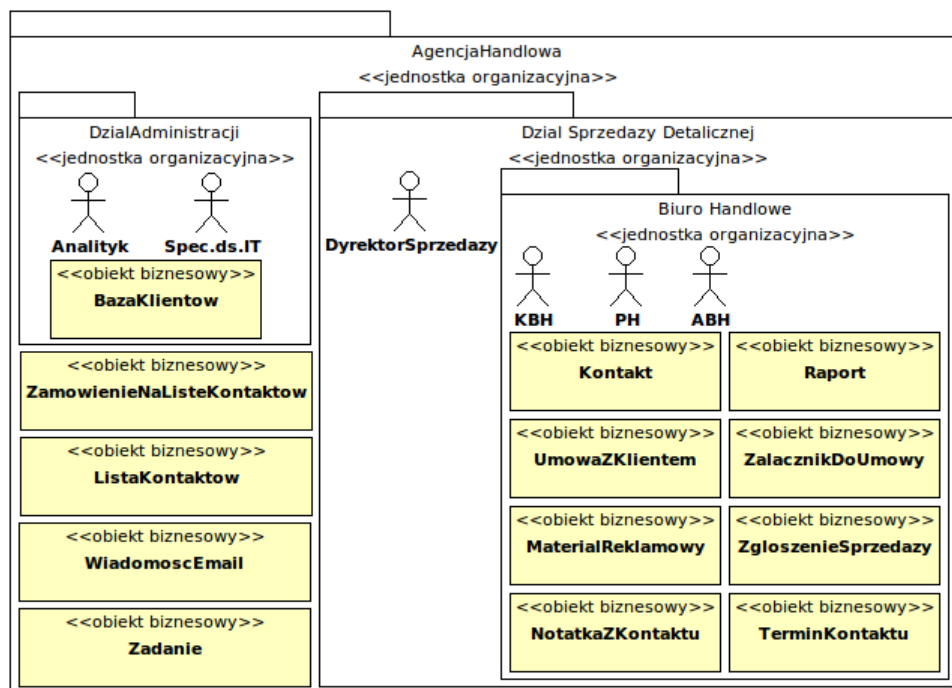 AgencjaHandlowa
<<jednostka organizacyjna>>
DzialAdministracji
<<jednostka organizacyjna>>
Analityk
Spec.ds.IT
<<obiekt biznesowy>>
BazaKlientow
<<obiekt biznesowy>>
ZamowienieNaListeKontaktow
<<obiekt biznesowy>>
ListaKontaktow
<<obiekt biznesowy>>
WiadomoscEmail
<<obiekt biznesowy>>
Zadanie
Dzial Sprzedazy Detalicznej
<<jednostka organizacyjna>>
DyrektorSprzedazy
Biuro Handlowe
<<jednostka organizacyjna>>
KBH
PH
ABH
<<obiekt biznesowy>>
Kontakt
<<obiekt biznesowy>>
Raport
<<obiekt biznesowy>>
UmowaZKlientem
<<obiekt biznesowy>>
ZalacznikDoUmowy
<<obiekt biznesowy>>
MaterialReklamowy
<<obiekt biznesowy>>
ZgloszenieSprzedazy
<<obiekt biznesowy>>
NotatkaZKontaktu
<<obiekt biznesowy>>
TerminKontaktu